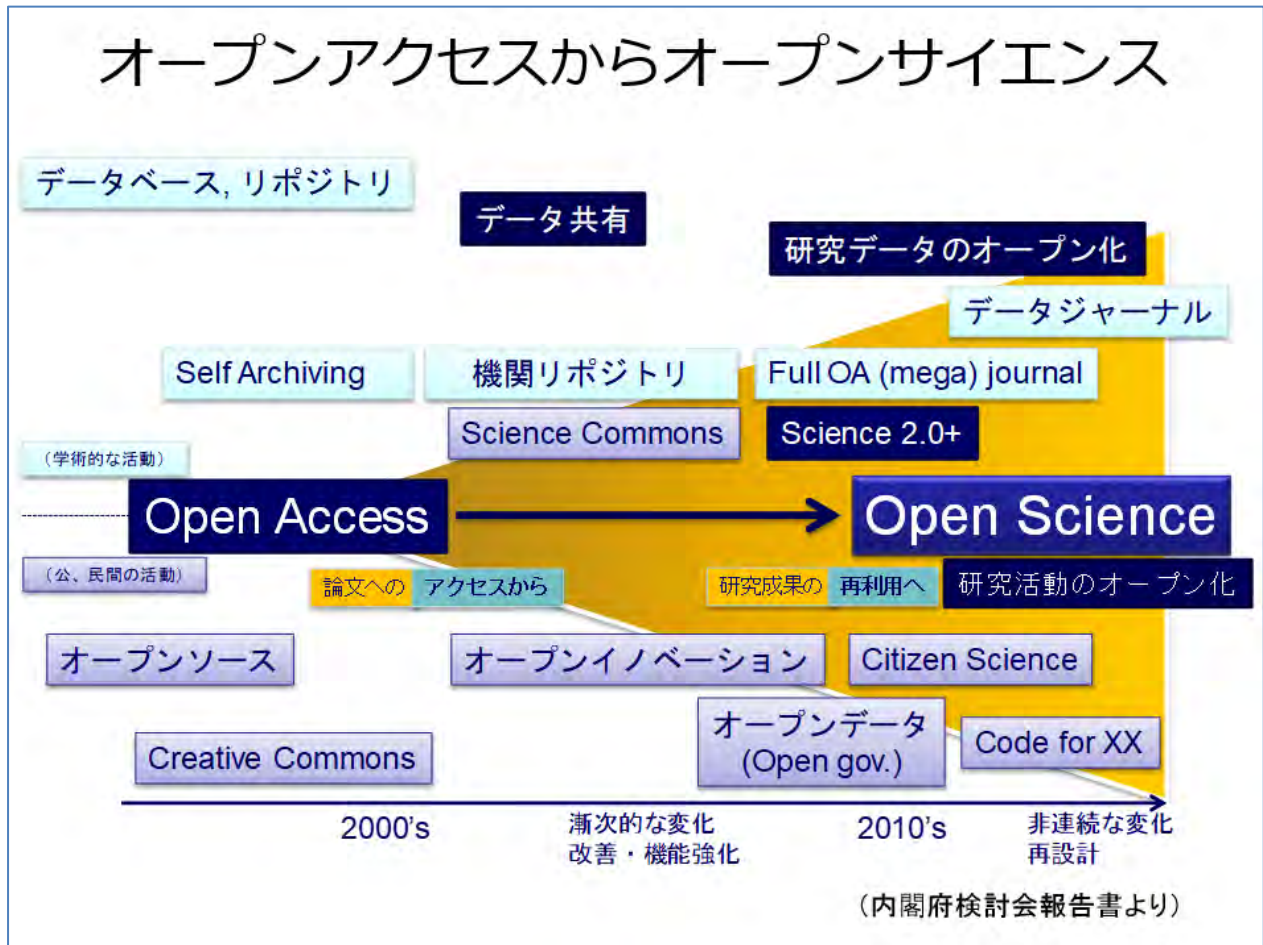 オープンアクセスからオープンサイエンス
データベース, リポジトリ
データ共有
研究データのオープン化
データジャーナル
Self Archiving
機関リポジトリ
Full OA (mega) journal
Science Commons
Science 2.0+
（学術的な活動）
Open Access
Open Science
（公、民間の活動）
論文への アクセスから
研究成果の 再利用へ
研究活動のオープン化
オープンソース
オープンイノベーション
Citizen Science
オープンデータ
(Open gov.)
Code for XX
Creative Commons
2000's
漸次的な変化
改善・機能強化
2010's
非連続な変化
再設計
（内閣府検討会報告書より）